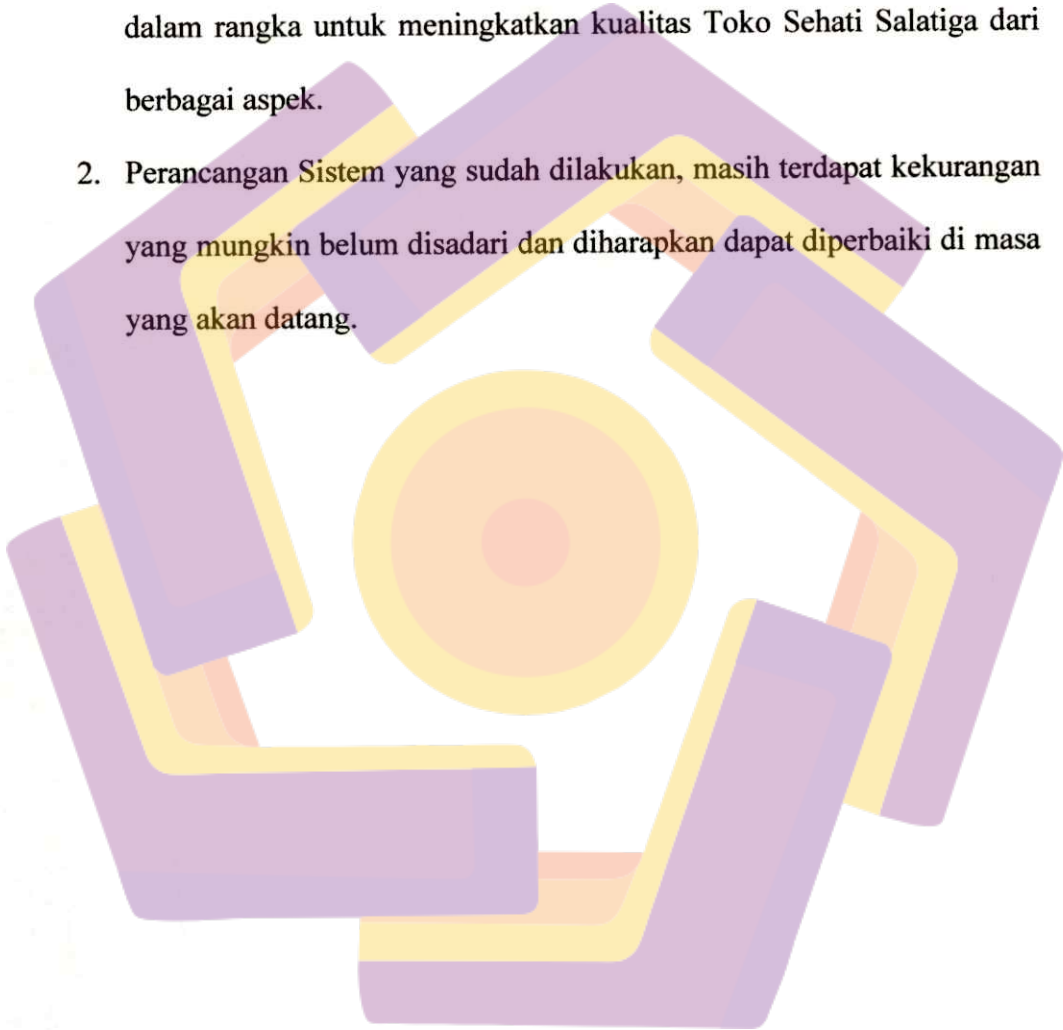 dalam rangka untuk meningkatkan kualitas Toko Sehati Salatiga dari
berbagai aspek.
2. Perancangan Sistem yang sudah dilakukan, masih terdapat kekurangan
yang mungkin belum disadari dan diharapkan dapat diperbaiki di masa
yang akan datang.